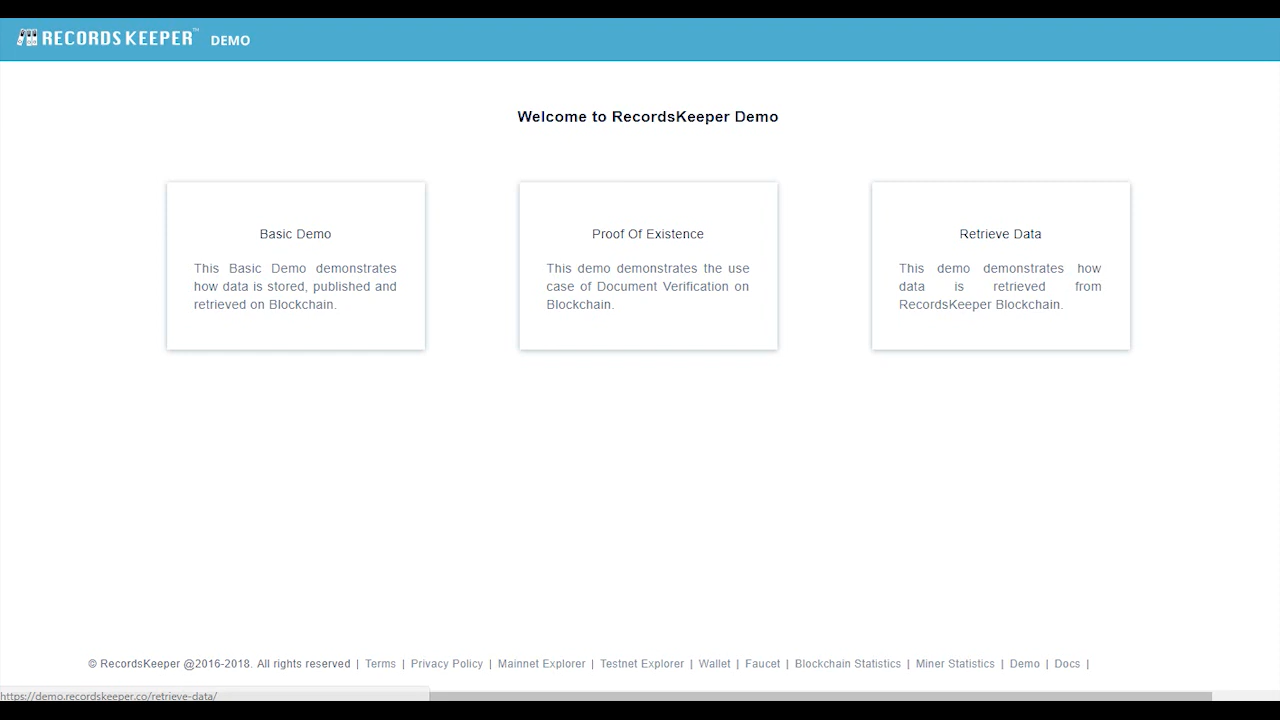 RECORDS KEEPER™ DEMO
Welcome to RecordsKeeper Demo
Basic Demo
This Basic Demo demonstrates
how data is stored, published and
retrieved on Blockchain.
Proof Of Existence
This demo demonstrates the use
case of Document Verification on
Blockchain.
Retrieve Data
This demo demonstrates how
data is retrieved from
RecordsKeeper Blockchain.
© RecordsKeeper @2016-2018. All rights reserved | Terms | Privacy Policy | Mainnet Explorer | Testnet Explorer | Wallet | Faucet | Blockchain Statistics | Miner Statistics | Demo | Docs |
https://demo.recordskeeper.co/retrieve-data/